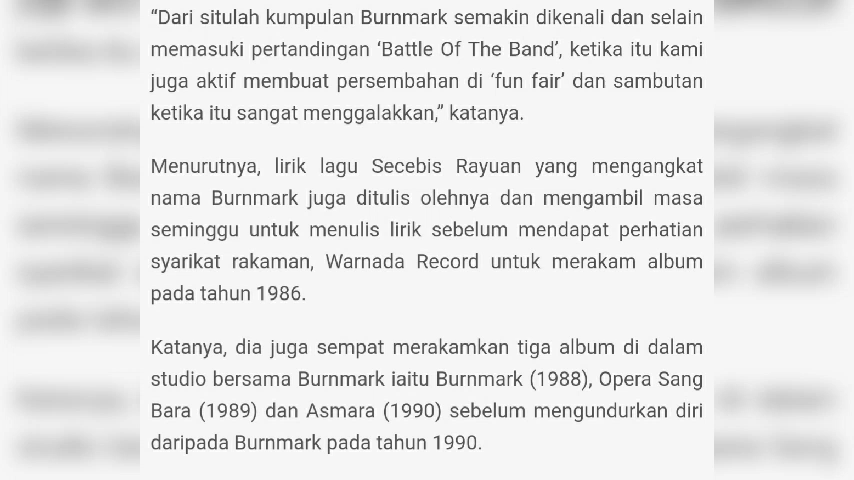 “Dari situlah kumpulan Burnmark semakin dikenali dan selain
memasuki pertandingan ‘Battle Of The Band’, ketika itu kami
juga aktif membuat persembahan di ‘fun fair’ dan sambutan
ketika itu sangat menggalakkan,” katanya.
Menurutnya, lirik lagu Secebis Rayuan yang mengangkat
nama Burnmark juga ditulis olehnya dan mengambil masa
seminggu untuk menulis lirik sebelum mendapat perhatian
syarikat rakaman, Warnada Record untuk merakam album
pada tahun 1986.
Katanya, dia juga sempat merakamkan tiga album di dalam
studio bersama Burnmark iaitu Burnmark (1988), Opera Sang
Bara (1989) dan Asmara (1990) sebelum mengundurkan diri
daripada Burnmark pada tahun 1990.